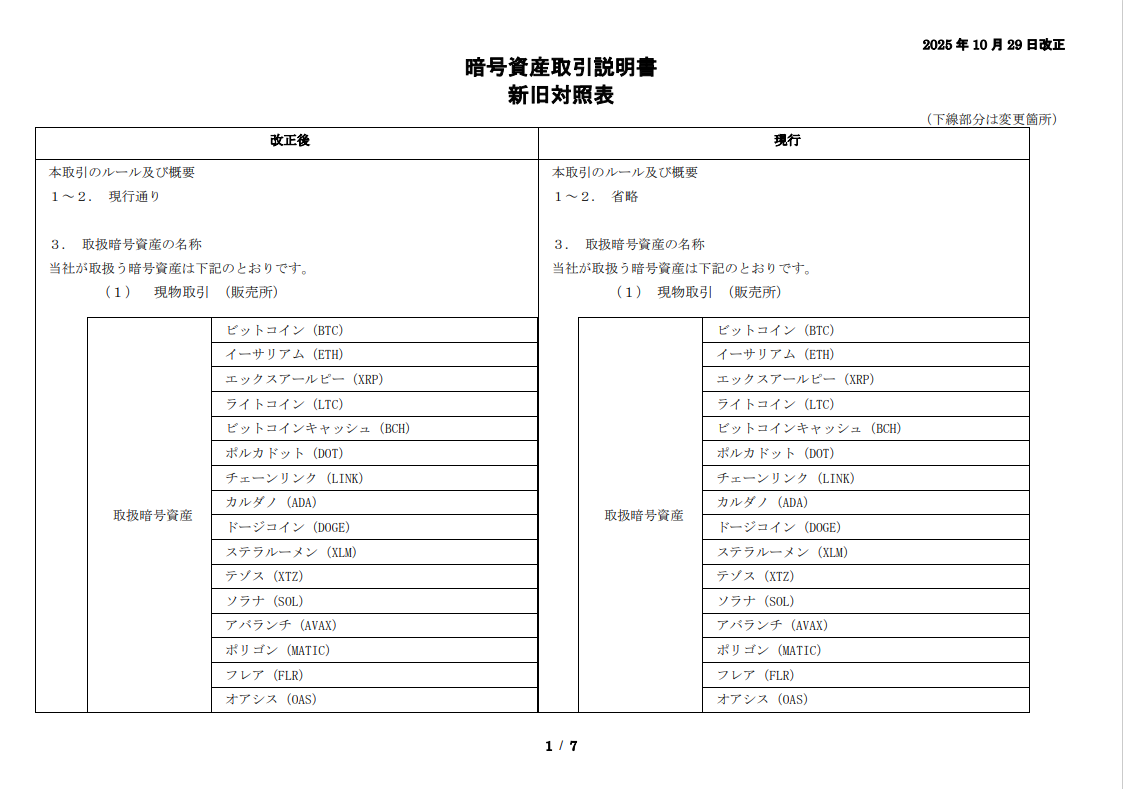 2025 年 10 月 29 日改正
暗号資産取引説明書
新旧対照表
（下線部分は変更箇所）
改正後
本取引のルール及び概要
１～２． 現行通り
３． 取扱暗号資産の名称
当社が取扱う暗号資産は下記のとおりです。
（１） 現物取引 （販売所）
取扱暗号資産
ビットコイン（BTC）
イーサリアム（ETH）
エックスアールピー（XRP）
ライトコイン（LTC）
ビットコインキャッシュ（BCH）
ポルカドット（DOT）
チェーンリンク（LINK）
カルダノ（ADA）
ドージコイン（DOGE）
ステラルーメン（XLM）
テゾス（XTZ）
ソラナ（SOL）
アバランチ（AVAX）
ポリゴン（MATIC）
フレア（FLR）
オアシス（OAS）
現行
本取引のルール及び概要
１～２． 省略
３． 取扱暗号資産の名称
当社が取扱う暗号資産は下記のとおりです。
（１） 現物取引 （販売所）
取扱暗号資産
ビットコイン（BTC）
イーサリアム（ETH）
エックスアールピー（XRP）
ライトコイン（LTC）
ビットコインキャッシュ（BCH）
ポルカドット（DOT）
チェーンリンク（LINK）
カルダノ（ADA）
ドージコイン（DOGE）
ステラルーメン（XLM）
テゾス（XTZ）
ソラナ（SOL）
アバランチ（AVAX）
ポリゴン（MATIC）
フレア（FLR）
オアシス（OAS）
1 / 7